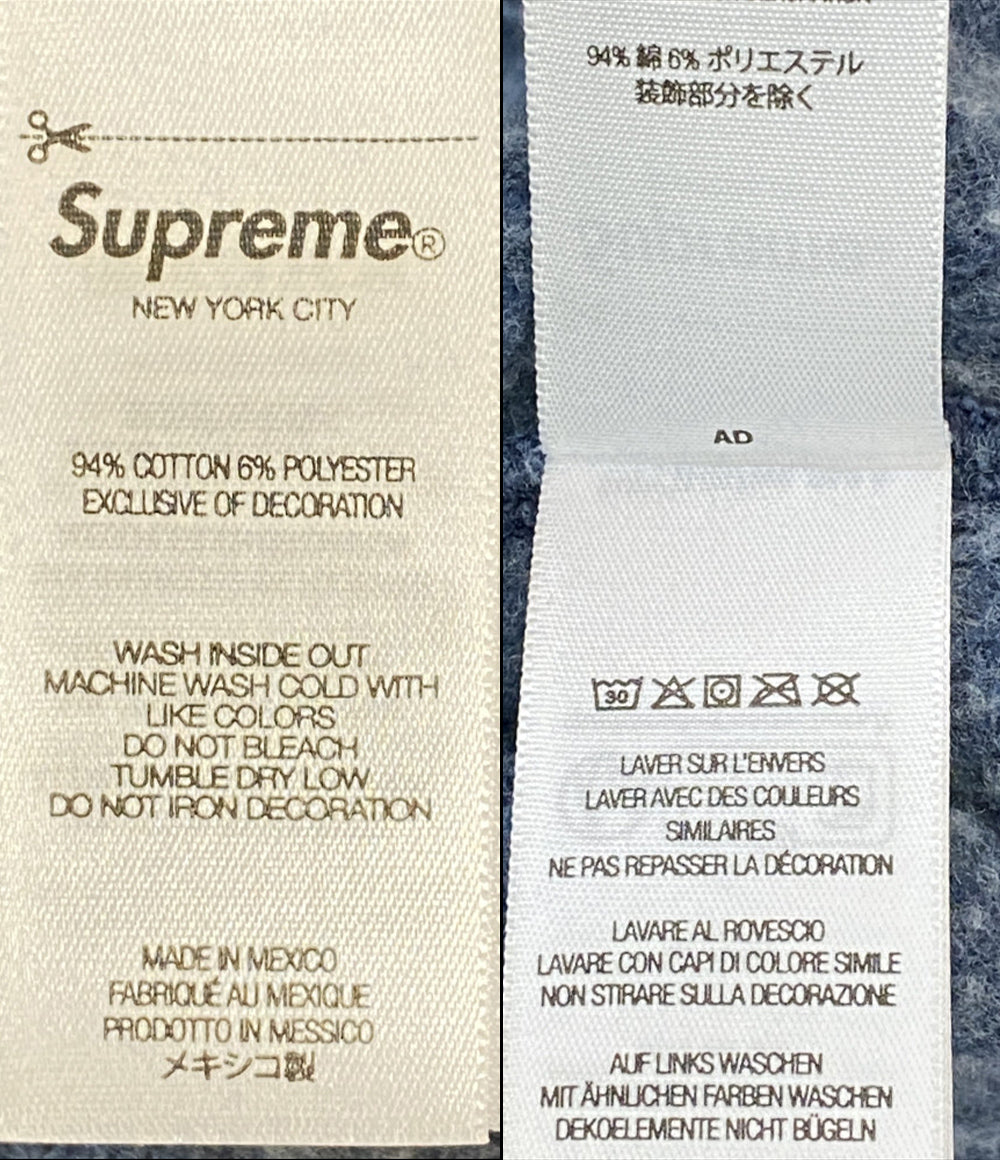 Supreme®
NEW YORK CITY
94% COTTON 6% POLYESTER
EXCLUSIVE OF DECORATION
WASH INSIDE OUT
MACHINE WASH COLD WITH
LIKE COLORS
DO NOT BLEACH
TUMBLE DRY LOW
DO NOT IRON DECORATION
MADE IN MEXICO
FABRIQUÉ AU MEXIQUE
PRODOTTO IN MESSICO
メキシコ製
94% 綿 6% ポリエステル
装飾部分を除く
AD
30
LAVER SUR L'ENVERS
LAVER AVEC DES COULEURS
SIMILAIRES
NE PAS REPASSER LA DÉCORATION
LAVARE AL ROVESCIO
LAVARE CON CAPI DI COLORE SIMILE
NON STIRARE SULLA DECORAZIONE
AUF LINKS WASCHEN
MIT ÄHNLICHEN FARBEN WASCHEN
DEKOELEMENTE NICHT BÜGELN